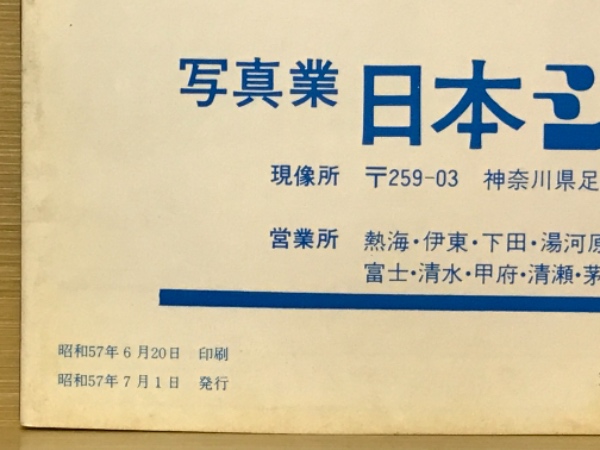 写真業 日本
現像所 〒259-03 神奈川県足
営業所 熱海・伊東・下田・湯河原
富士・清水・甲府・清瀬・茅
昭和57年6月20日 印刷
昭和57年7月1日 発行